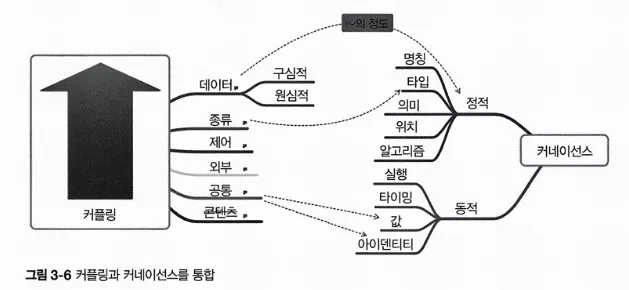 ~의 정도
데이터
구심적
원심적
종류
제어
외부
공통
콘텐츠
커플링
명칭
타입
의미
위치
알고리즘
정적
실행
타이밍
값
아이덴티티
동적
커네이선스
그림 3-6 커플링과 커네이선스를 통합